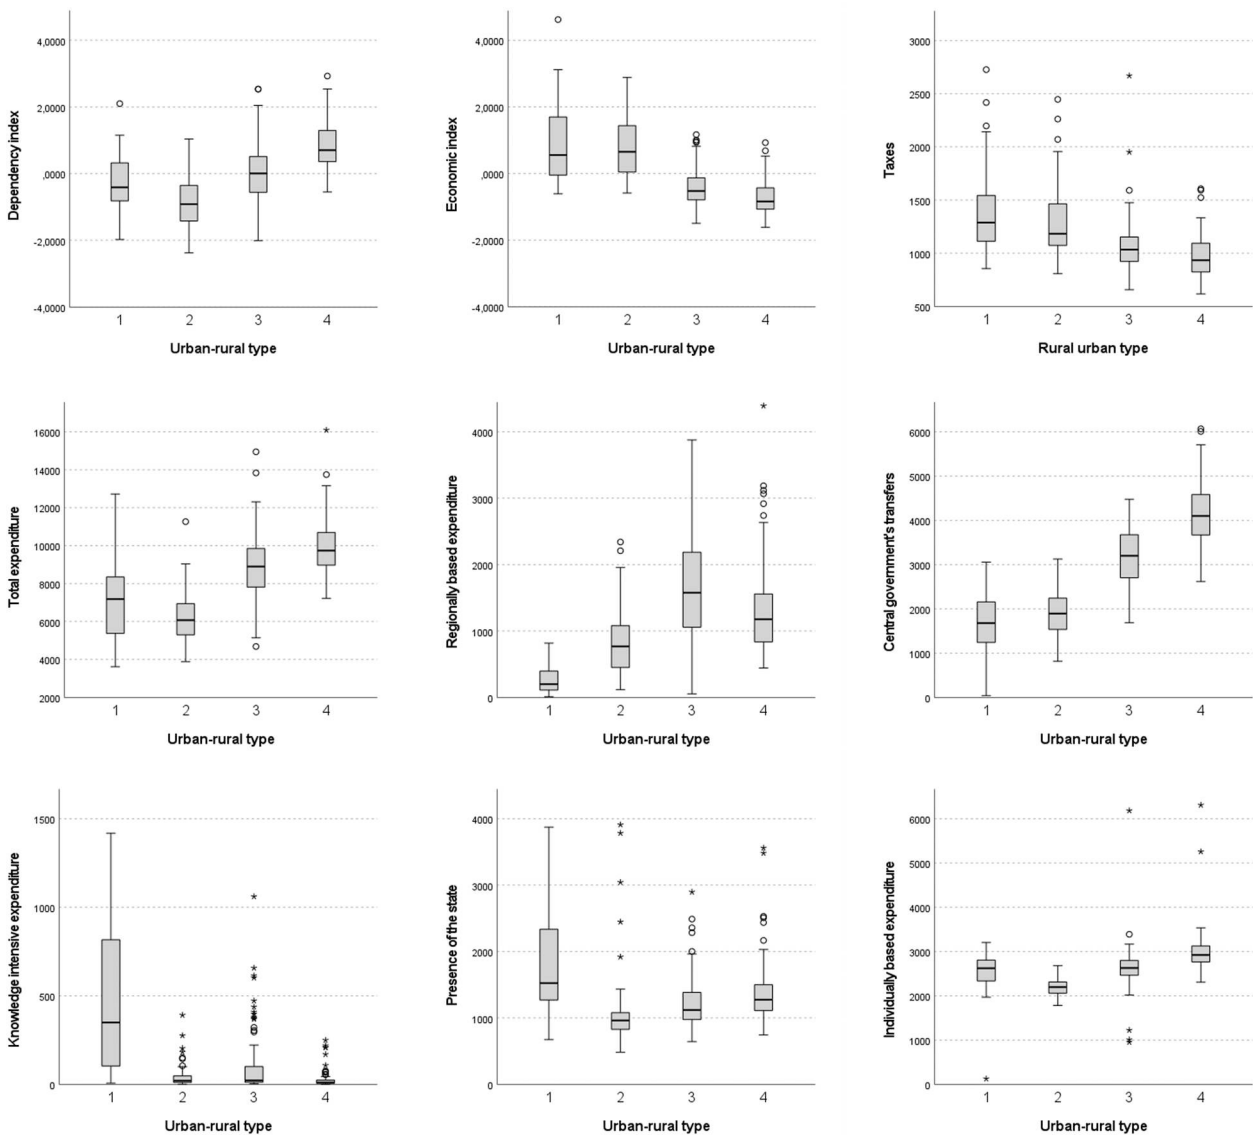 Dependency index
4,0000
2,0000
,0000
-2,0000
-4,0000
1 2 3 4
Urban-rural type
Economic index
4,0000
2,0000
,0000
-2,0000
-4,0000
1 2 3 4
Urban-rural type
Taxes
3000
2500
2000
1500
1000
500
1 2 3 4
Rural urban type
Total expenditure
16000
14000
12000
10000
8000
6000
4000
2000
1 2 3 4
Urban-rural type
Regionally based expenditure
4000
3000
2000
1000
0
1 2 3 4
Urban-rural type
Central government's transfers
6000
5000
4000
3000
2000
1000
0
1 2 3 4
Urban-rural type
Knowledge intensive expenditure
1500
1000
500
0
1 2 3 4
Urban-rural type
Presence of the state
4000
3000
2000
1000
0
1 2 3 4
Urban-rural type
Individually based expenditure
6000
5000
4000
3000
2000
1000
0
1 2 3 4
Urban-rural type